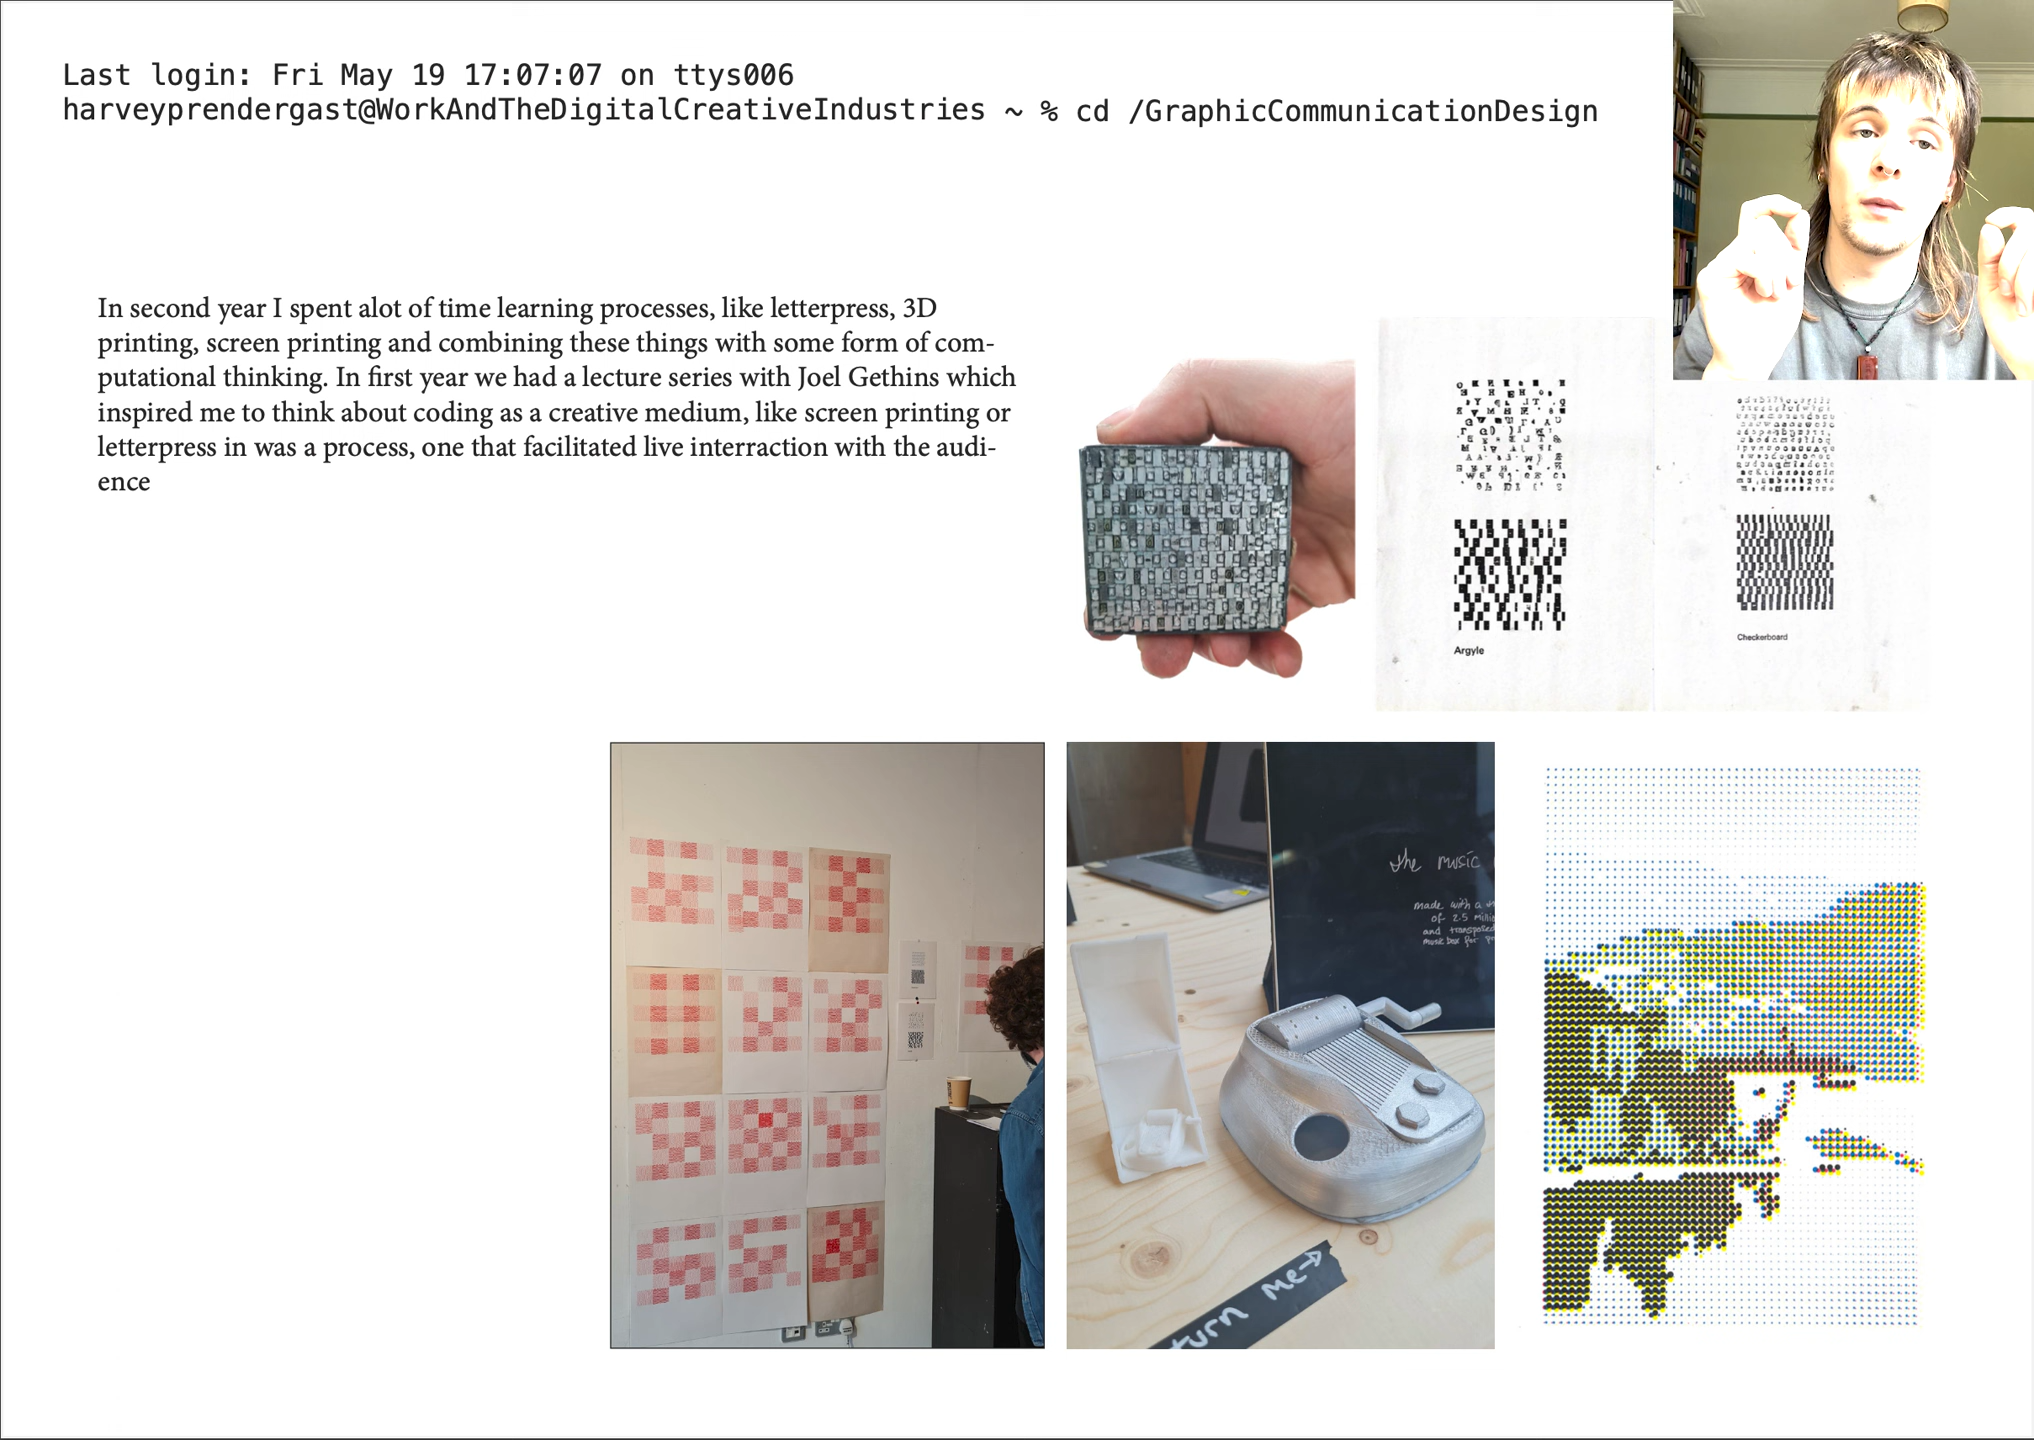 Last login: Fri May 19 17:07:07 on ttys006
harveyprendergast@WorkAndTheDigitalCreativeIndustries ~ % cd /GraphicCommunicationDesign
In second year I spent alot of time learning processes, like letterpress, 3D
printing, screen printing and combining these things with some form of com-
putational thinking. In first year we had a lecture series with Joel Gethins which
inspired me to think about coding as a creative medium, like screen printing or
letterpress in was a process, one that facilitated live interraction with the audi-
ence
Argyle
Checkerboard
the music
made with a
of 2.5
and transposed
music box for
turn me→